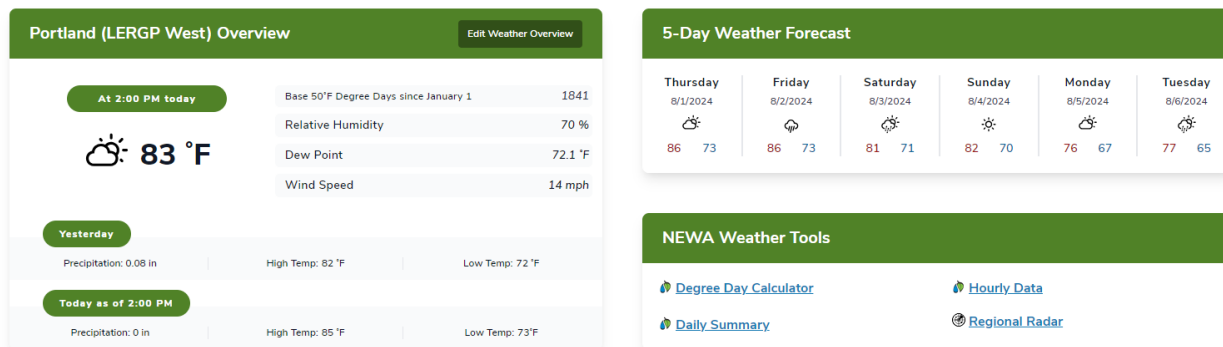 Portland (LERGP West) Overview
Edit Weather Overview
At 2:00 PM today
83 °F
Base 50°F Degree Days since January 1 1841
Relative Humidity 70 %
Dew Point 72.1 °F
Wind Speed 14 mph
Yesterday
Precipitation: 0.08 in High Temp: 82 °F Low Temp: 72 °F
Today as of 2:00 PM
Precipitation: 0 in High Temp: 85 °F Low Temp: 73°F
5-Day Weather Forecast
Thursday Friday Saturday Sunday Monday Tuesday
8/1/2024 8/2/2024 8/3/2024 8/4/2024 8/5/2024 8/6/2024
86 73 86 73 81 71 82 70 76 67 77 65
NEWA Weather Tools
Degree Day Calculator Hourly Data
Daily Summary Regional Radar